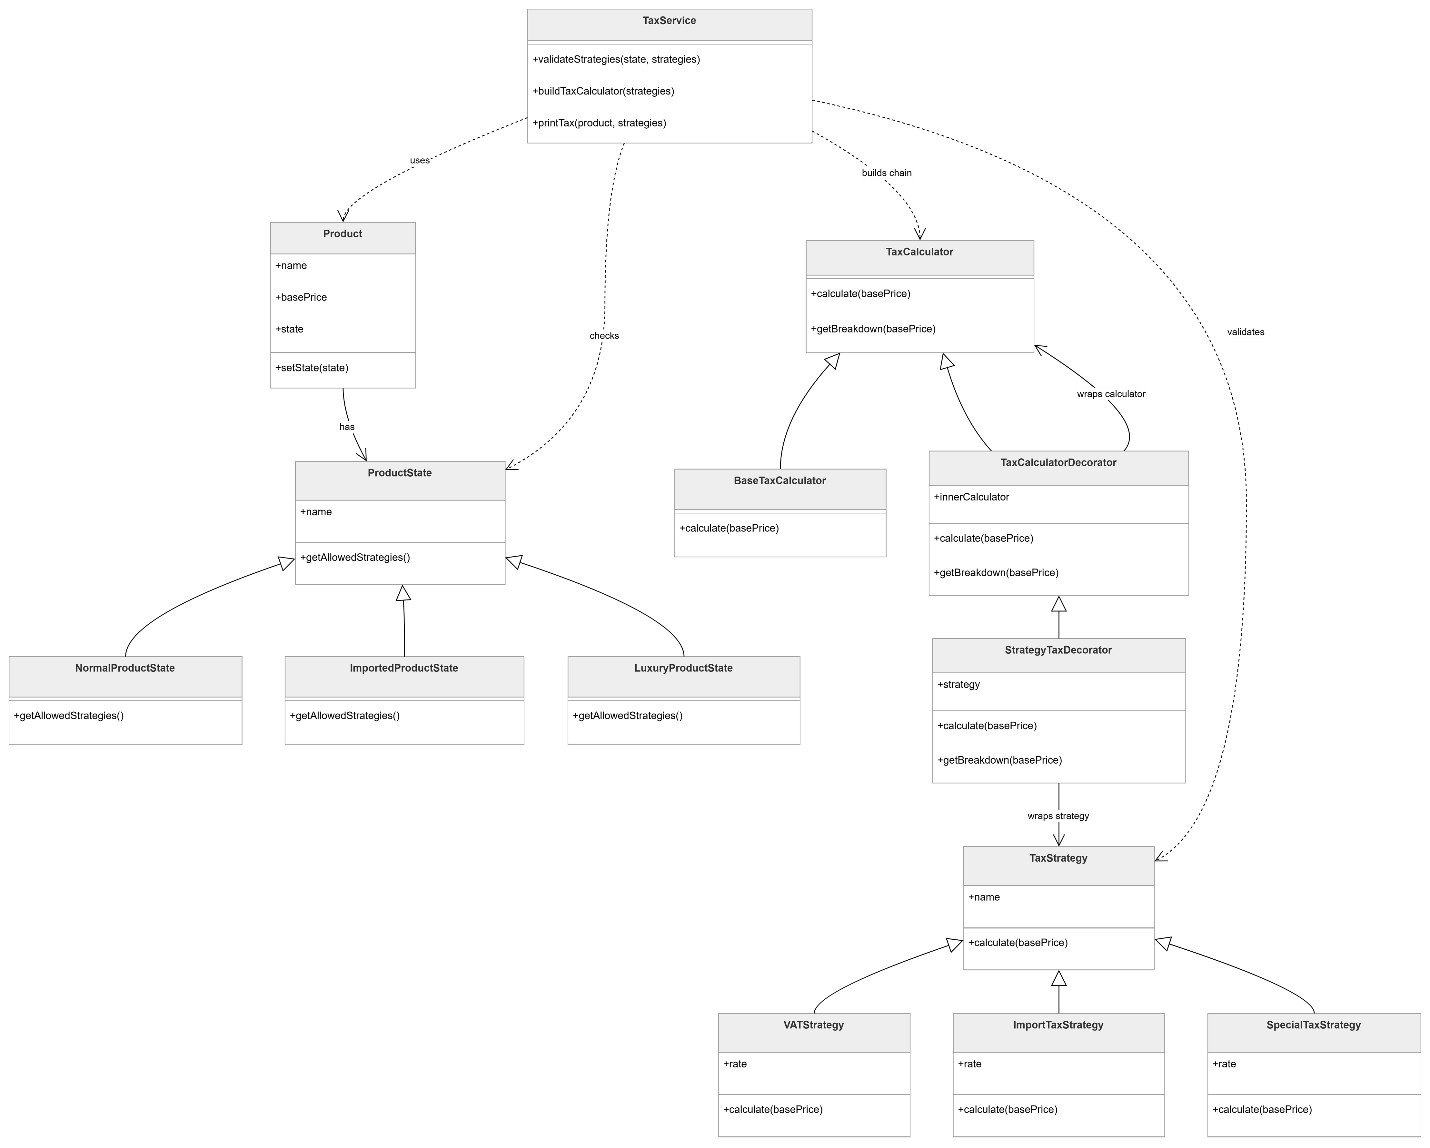 TaxService
+validateStrategies(state, strategies)
+buildTaxCalculator(strategies)
+printTax(product, strategies)
uses
builds chain
checks
validates
Product
+name
+basePrice
+state
+setState(state)
has
TaxCalculator
+calculate(basePrice)
+getBreakdown(basePrice)
wraps calculator
ProductState
+name
+getAllowedStrategies()
BaseTaxCalculator
+calculate(basePrice)
TaxCalculatorDecorator
+innerCalculator
+calculate(basePrice)
+getBreakdown(basePrice)
NormalProductState
+getAllowedStrategies()
ImportedProductState
+getAllowedStrategies()
LuxuryProductState
+getAllowedStrategies()
StrategyTaxDecorator
+strategy
+calculate(basePrice)
+getBreakdown(basePrice)
wraps strategy
TaxStrategy
+name
+calculate(basePrice)
VATStrategy
+rate
+calculate(basePrice)
ImportTaxStrategy
+rate
+calculate(basePrice)
SpecialTaxStrategy
+rate
+calculate(basePrice)